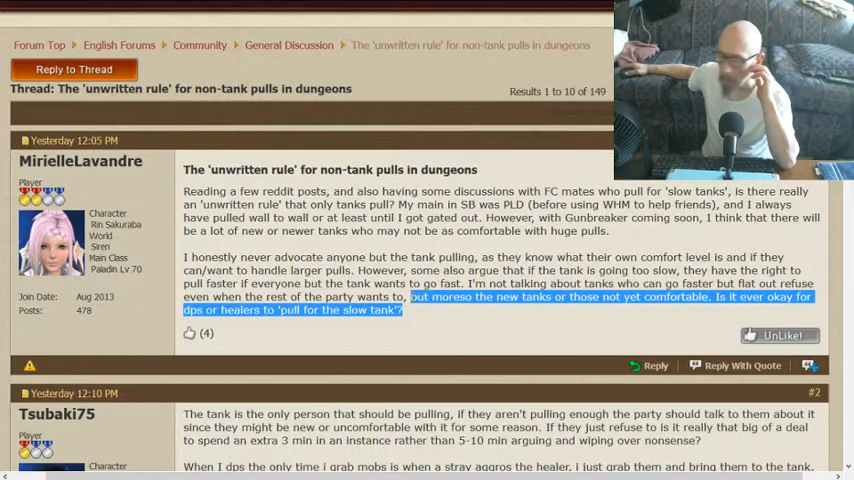 Forum Top English Forums Community General Discussion The 'unwritten rule' for non-tank pulls in dungeons
Reply to Thread
Thread: The 'unwritten rule' for non-tank pulls in dungeons
Results 1 to 10 of 149
Yesterday 12:05 PM
MirielleLavandre
Player
Character
Rin Sakuraba
World
Siren
Main Class
Paladin Lv 70
Join Date: Aug 2013
Posts: 478
The 'unwritten rule' for non-tank pulls in dungeons
Reading a few reddit posts, and also having some discussions with FC mates who pull for 'slow tanks', is there really
an 'unwritten rule' that only tanks pull? My main in SB was PLD (before using WHM to help friends), and I always
have pulled wall to wall or at least until I got gated out. However, with Gunbreaker coming soon, I think that there will
be a lot of new or newer tanks who may not be as comfortable with huge pulls.
I honestly never advocate anyone but the tank pulling, as they know what their own comfort level is and if they
can/want to handle larger pulls. However, some also argue that if the tank is going too slow, they have the right to
pull faster if everyone but the tank wants to go fast. I'm not talking about tanks who can go faster but flat out refuse
even when the rest of the party wants to, but moreso the new tanks or those not yet comfortable. Is it ever okay for
dps or healers to 'pull for the slow tank'?
(4)
UnLike!
Reply Reply With Quote
Yesterday 12:10 PM
#2
Tsubaki75
Player
Character
The tank is the only person that should be pulling, if they aren't pulling enough the party should talk to them about it
since they might be new or uncomfortable with it for some reason. If they just refuse to is it really that big of a deal
to spend an extra 3 min in an instance rather than 5-10 min arguing and wiping over nonsense?
When I dps the only time i grab mobs is when a stray aggros the healer, i just grab them and bring them to the tank.